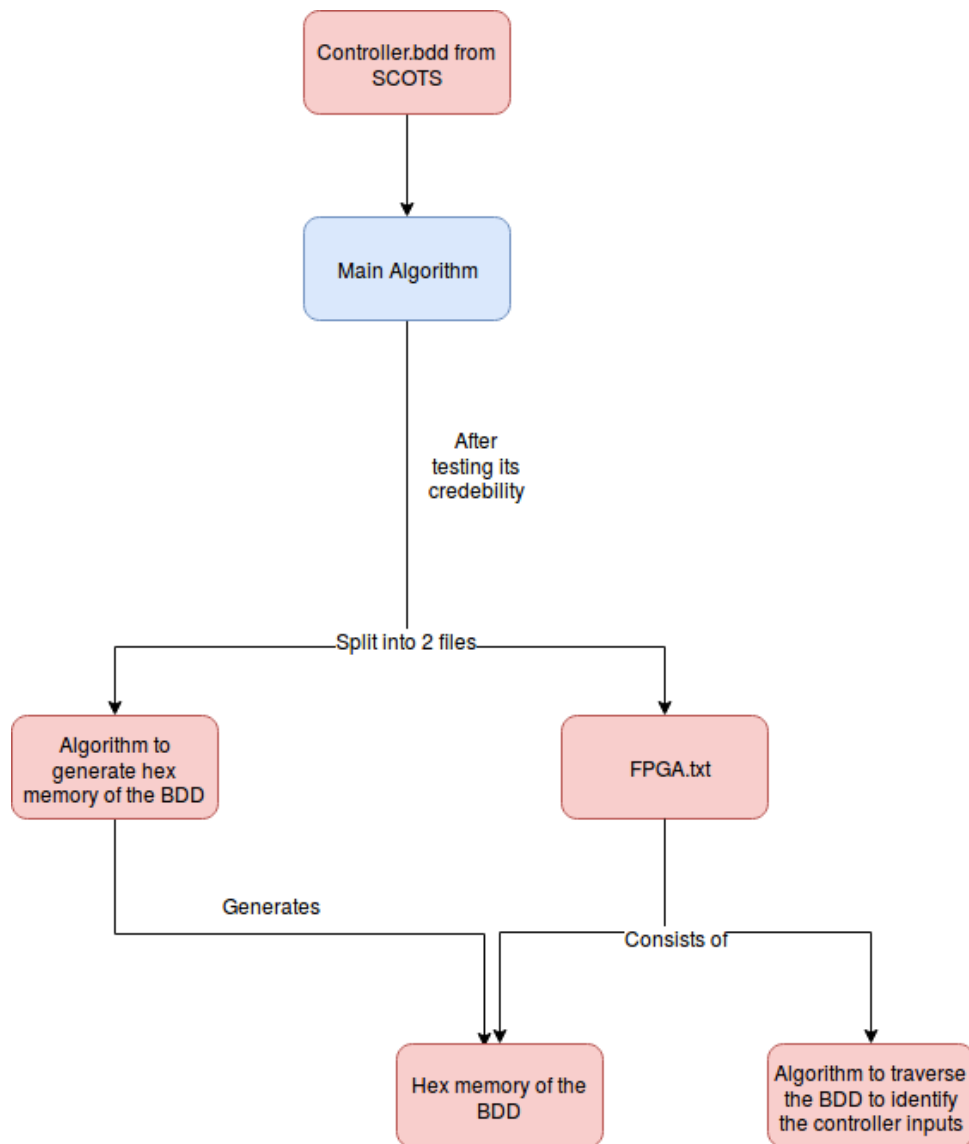 Controller.bdd from
SCOTS
Main Algorithm
After
testing its
credebility
Split into 2 files
Algorithm to
generate hex
memory of the BDD
FPGA.txt
Generates
Consists of
Hex memory of the
BDD
Algorithm to traverse
the BDD to identify
the controller inputs